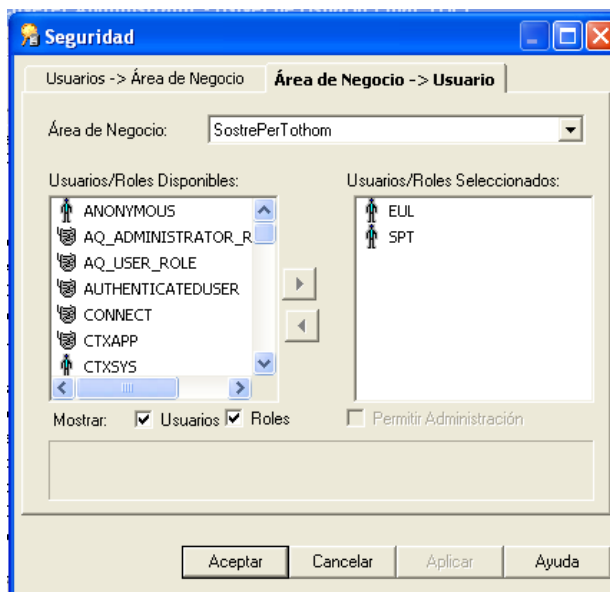 Seguridad
Usuarios -> Área de Negocio
Área de Negocio -> Usuario
Área de Negocio:
SostrePerTothom
Usuarios/Roles Disponibles:
Usuarios/Roles Seleccionados:
ANONYMOUS
AQ_ADMINISTRATOR_R
AQ_USER_ROLE
AUTHENTICATEDUSER
CONNECT
CTXAPP
CTXSYS
EUL
SPT
Mostrar:
Usuarios
Roles
Permitir Administración
Aceptar
Cancelar
Aplicar
Ayuda